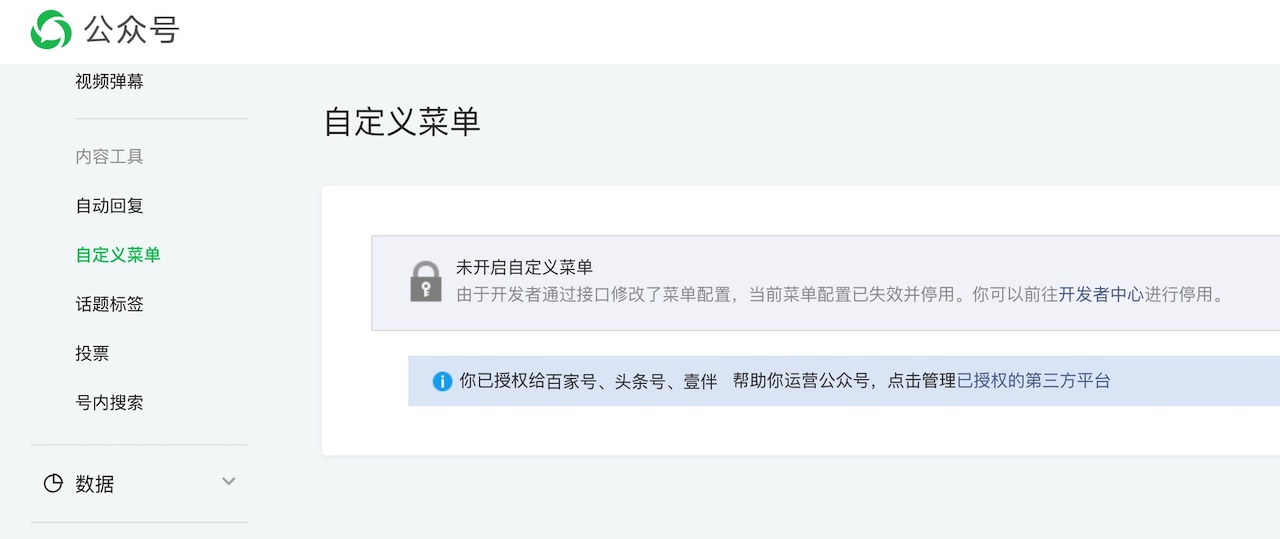 公众号
视频弹幕
内容工具
自动回复
自定义菜单
话题标签
投票
号内搜索
数据
自定义菜单
未开启自定义菜单
由于开发者通过接口修改了菜单配置，当前菜单配置已失效并停用。你可以前往开发者中心进行停用。
你已授权给百家号、头条号、壹伴 帮助你运营公众号，点击管理已授权的第三方平台